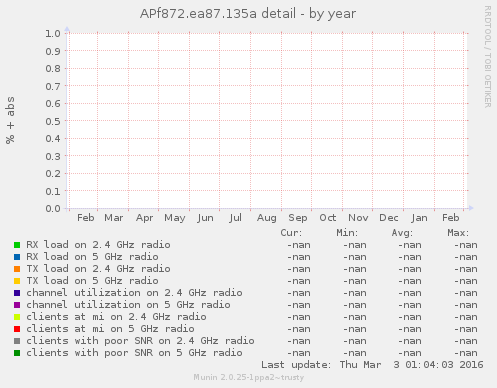 APf872.ea87.135a detail - by year
RRDTOOL / TOBI OETIKER
% + abs
1.0
0.9
0.8
0.7
0.6
0.5
0.4
0.3
0.2
0.1
0.0
Feb Mar Apr May Jun Jul Aug Sep Oct Nov Dec Jan Feb
Cur: Min: Avg: Max:
RX load on 2.4 GHz radio -nan -nan -nan -nan
RX load on 5 GHz radio -nan -nan -nan -nan
TX load on 2.4 GHz radio -nan -nan -nan -nan
TX load on 5 GHz radio -nan -nan -nan -nan
channel utilization on 2.4 GHz radio -nan -nan -nan -nan
channel utilization on 5 GHz radio -nan -nan -nan -nan
clients at mi on 2.4 GHz radio -nan -nan -nan -nan
clients at mi on 5 GHz radio -nan -nan -nan -nan
clients with poor SNR on 2.4 GHz radio -nan -nan -nan -nan
clients with poor SNR on 5 GHz radio -nan -nan -nan -nan
Last update: Thu Mar 3 01:04:03 2016
Munin 2.0.25-1ppa2~trusty